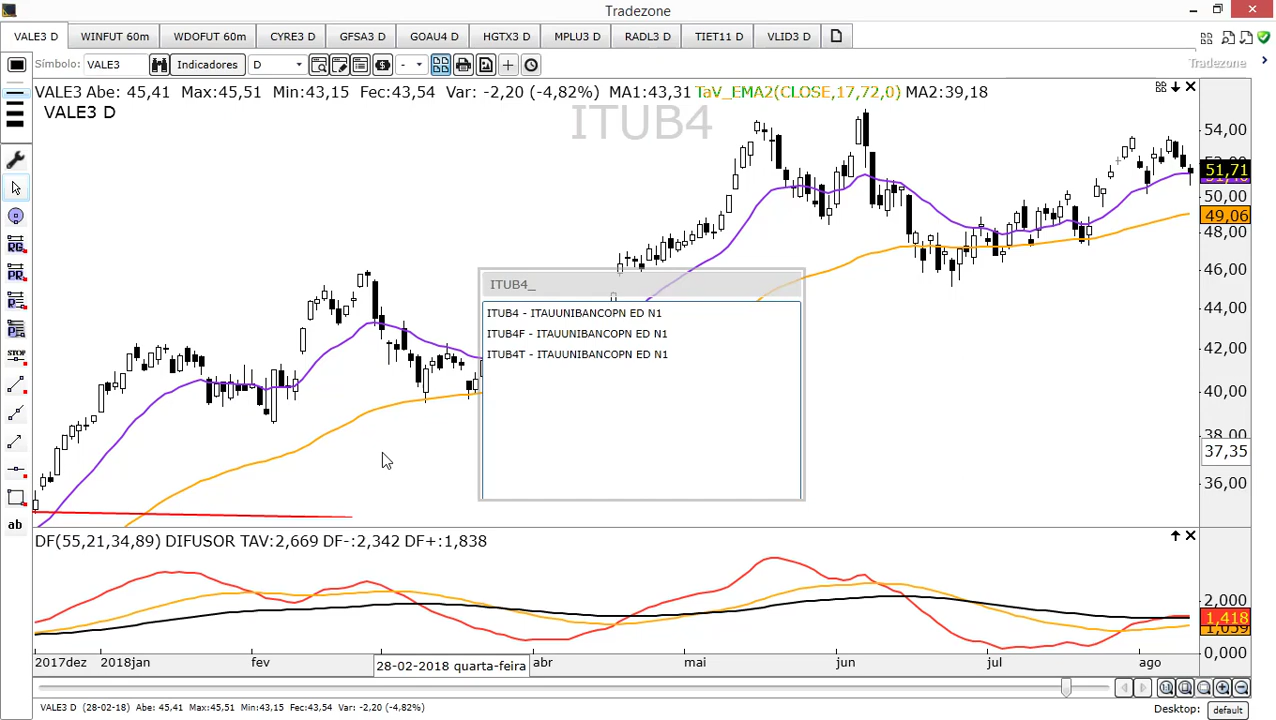 Tradezone
VALE3 D WINFUT 60m WDOFUT 60m CYRE3 D GFSA3 D GOAU4 D HGTX3 D MPLU3 D RADL3 D TIET11 D VLID3 D
Símbolo: VALE3 Indicadores D - Tradezone
VALE3 Abe: 45,41 Max:45,51 Min:43,15 Fec:43,54 Var: -2,20 (-4,82%) MA1:43,31 TaV_EMA2(CLOSE,17,72,0) MA2:39,18
VALE3 D
ITUB4
54,00
51,71
50,00
49,06
48,00
46,00
44,00
42,00
40,00
38,00
37,35
36,00
ITUB4_
ITUB4 - ITAUUNIBANCOPN ED N1
ITUB4F - ITAUUNIBANCOPN ED N1
ITUB4T - ITAUUNIBANCOPN ED N1
RG
PR
STOP
ab
DF(55,21,34,89) DIFUSOR TAV:2,669 DF-:2,342 DF+:1,838
2,000
1,418
1,059
0,000
2017dez 2018jan fev 28-02-2018 quarta-feira abr mai jun jul ago
VALE3 D (28-02-18) Abe: 45,41 Max:45,51 Min:43,15 Fec:43,54 Var: -2,20 (-4,82%) Desktop: default